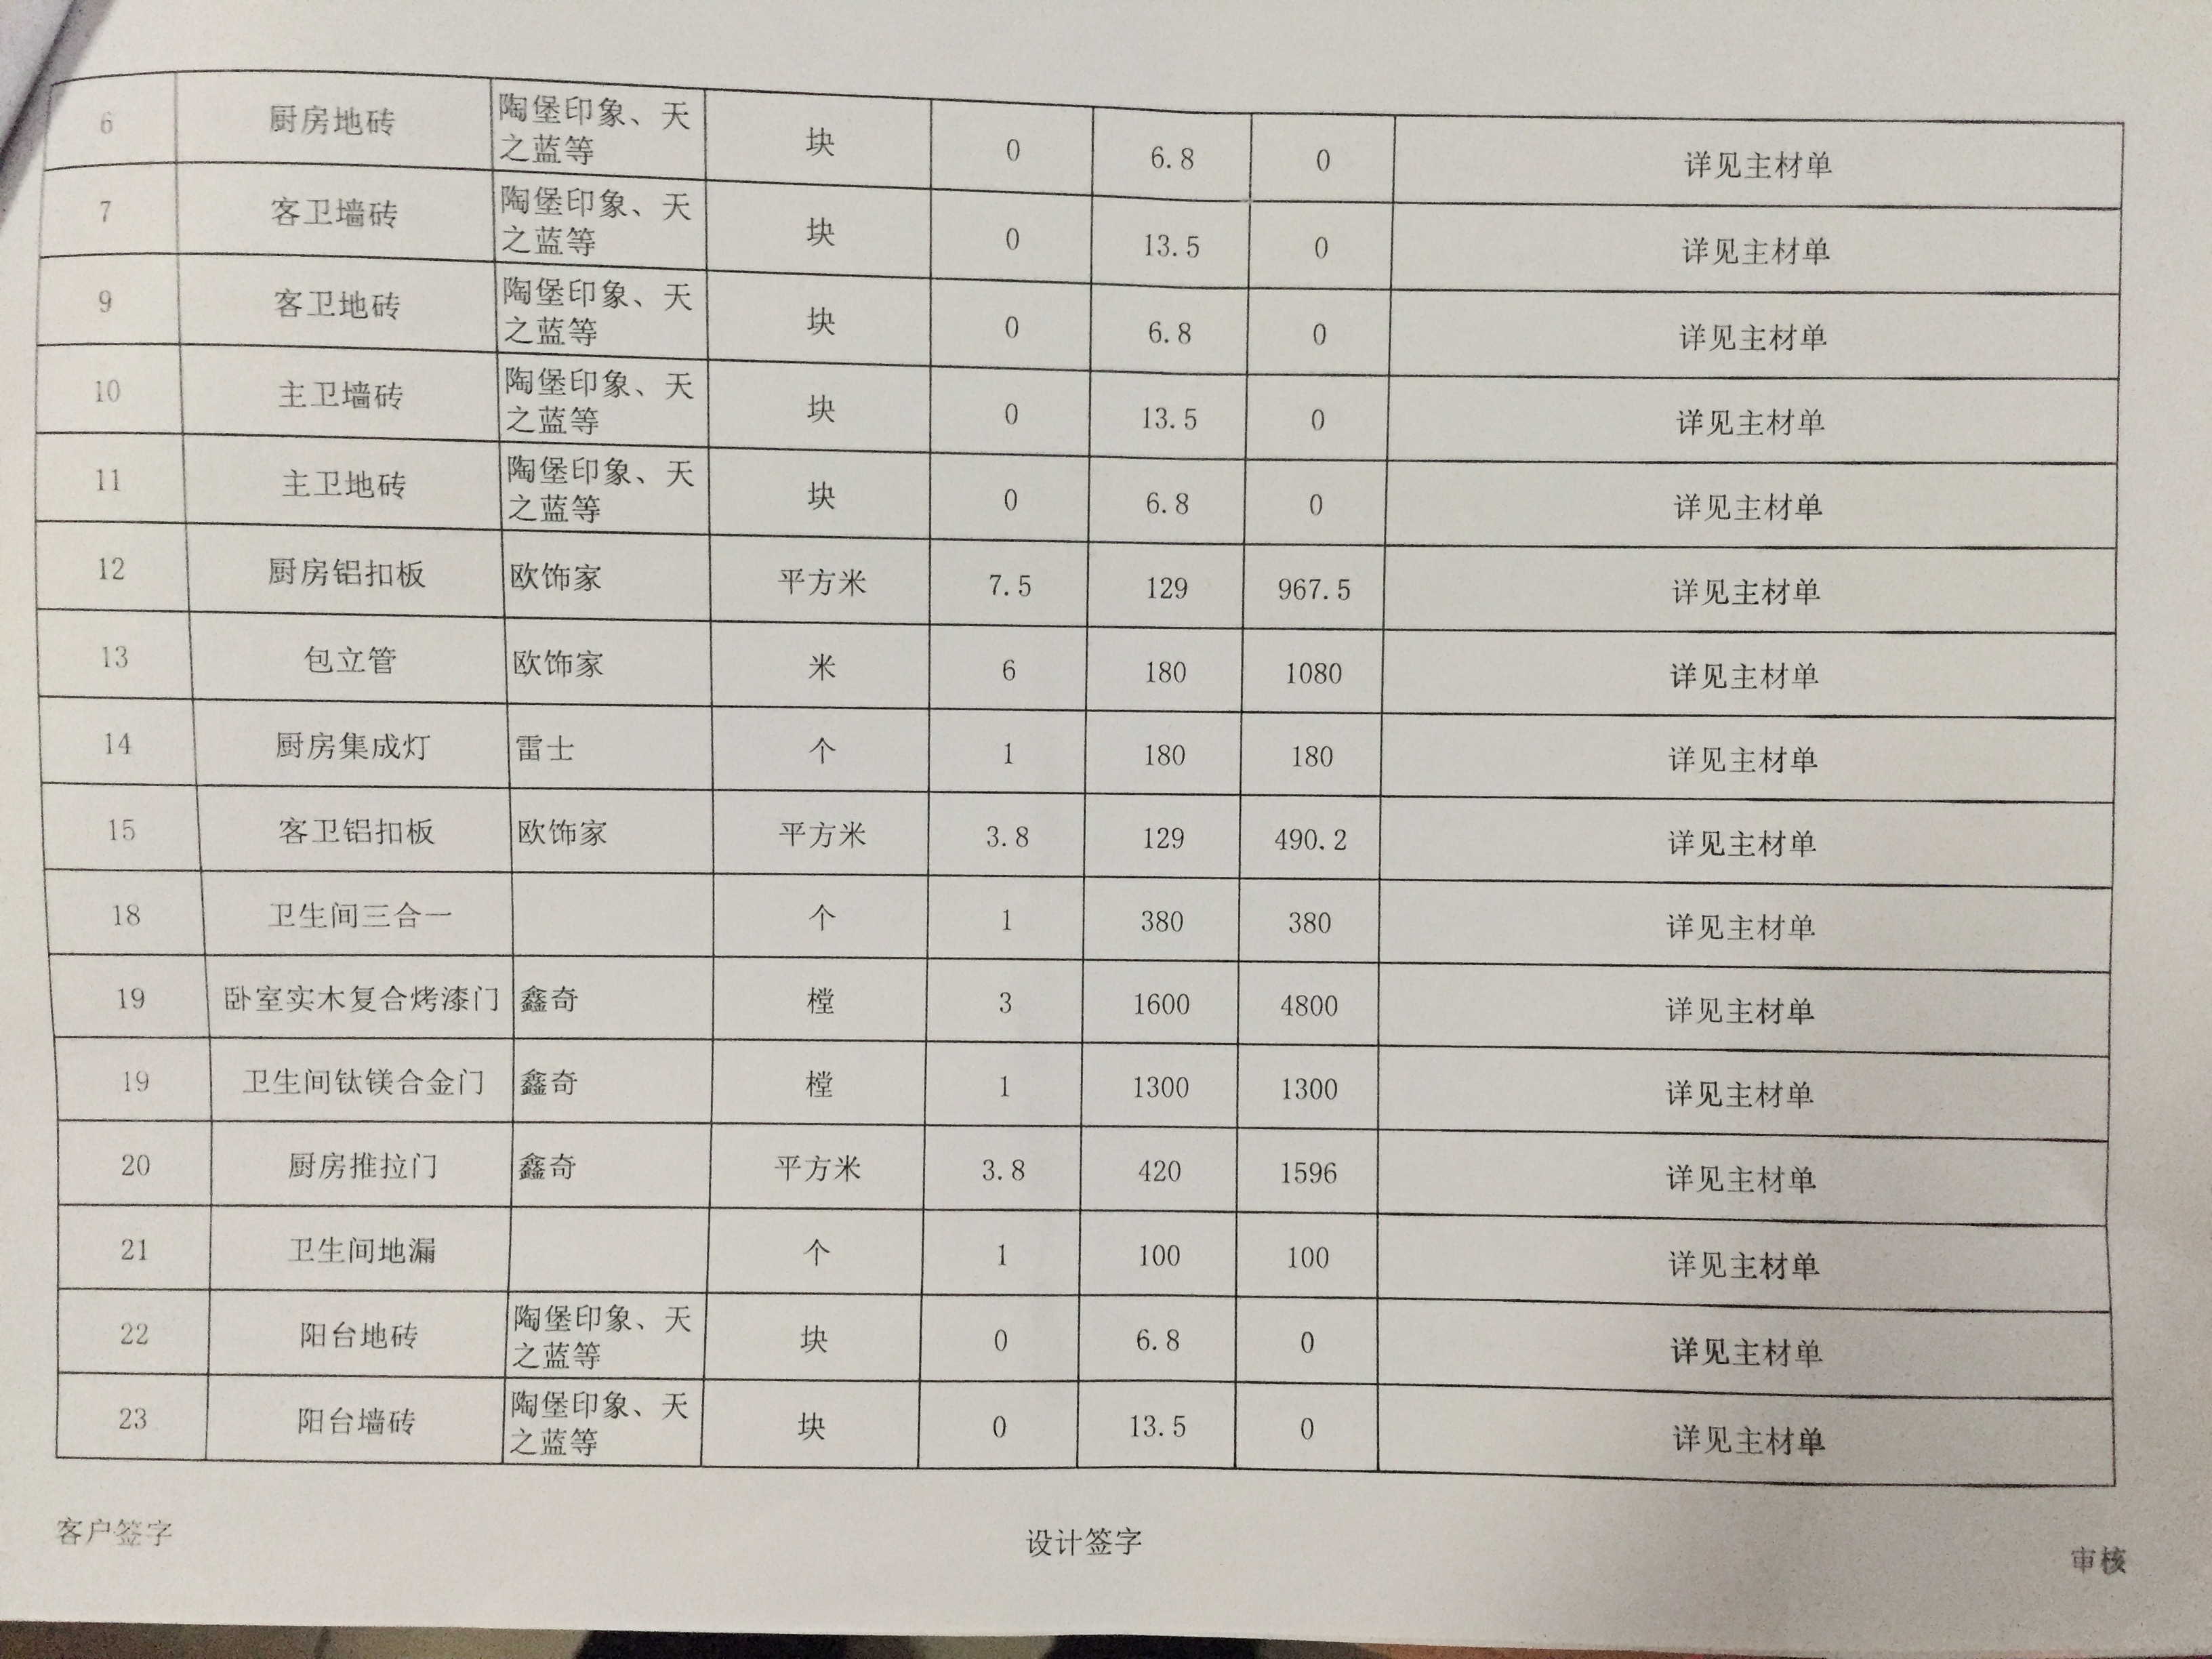 6 厨房地砖 陶堡印象、天之蓝等 块 0 6.8 0 详见主材单
7 客卫墙砖 陶堡印象、天之蓝等 块 0 13.5 0 详见主材单
9 客卫地砖 陶堡印象、天之蓝等 块 0 6.8 0 详见主材单
10 主卫墙砖 陶堡印象、天之蓝等 块 0 13.5 0 详见主材单
11 主卫地砖 陶堡印象、天之蓝等 块 0 6.8 0 详见主材单
12 厨房铝扣板 欧饰家 平方米 7.5 129 967.5 详见主材单
13 包立管 欧饰家 米 6 180 1080 详见主材单
14 厨房集成灯 雷士 个 1 180 180 详见主材单
15 客卫铝扣板 欧饰家 平方米 3.8 129 490.2 详见主材单
18 卫生间三合一 个 1 380 380 详见主材单
19 卧室实木复合烤漆门 鑫奇 樘 3 1600 4800 详见主材单
19 卫生间钛镁合金门 鑫奇 樘 1 1300 1300 详见主材单
20 厨房推拉门 鑫奇 平方米 3.8 420 1596 详见主材单
21 卫生间地漏 个 1 100 100 详见主材单
22 阳台地砖 陶堡印象、天之蓝等 块 0 6.8 0 详见主材单
23 阳台墙砖 陶堡印象、天之蓝等 块 0 13.5 0 详见主材单
客户签字 设计签字 审核